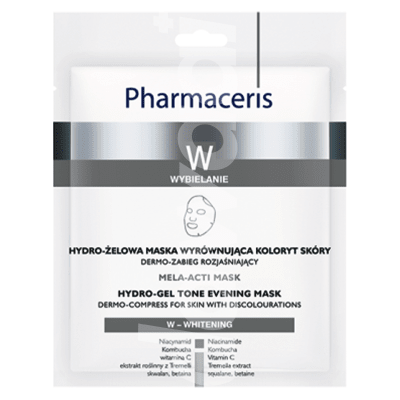 Pharmaceris
W
WYBIELANIE
HYDRO-ŻELOWA MASKA WYRÓWNUJĄCA KOLORYT SKÓRY
DERMO-ZABIEG ROZJAŚNIAJĄCY
MELA-ACTI MASK
HYDRO-GEL TONE EVENING MASK
DERMO-COMPRESS FOR SKIN WITH DISCOLOURATIONS
W – WHITENING
Niacynamid
Kombucha
witamina C
ekstrakt roślinny z Tremelli
skwalan, betaina
Niacinamide
Kombucha
Vitamin C
Tremella extract
squalane, betaine